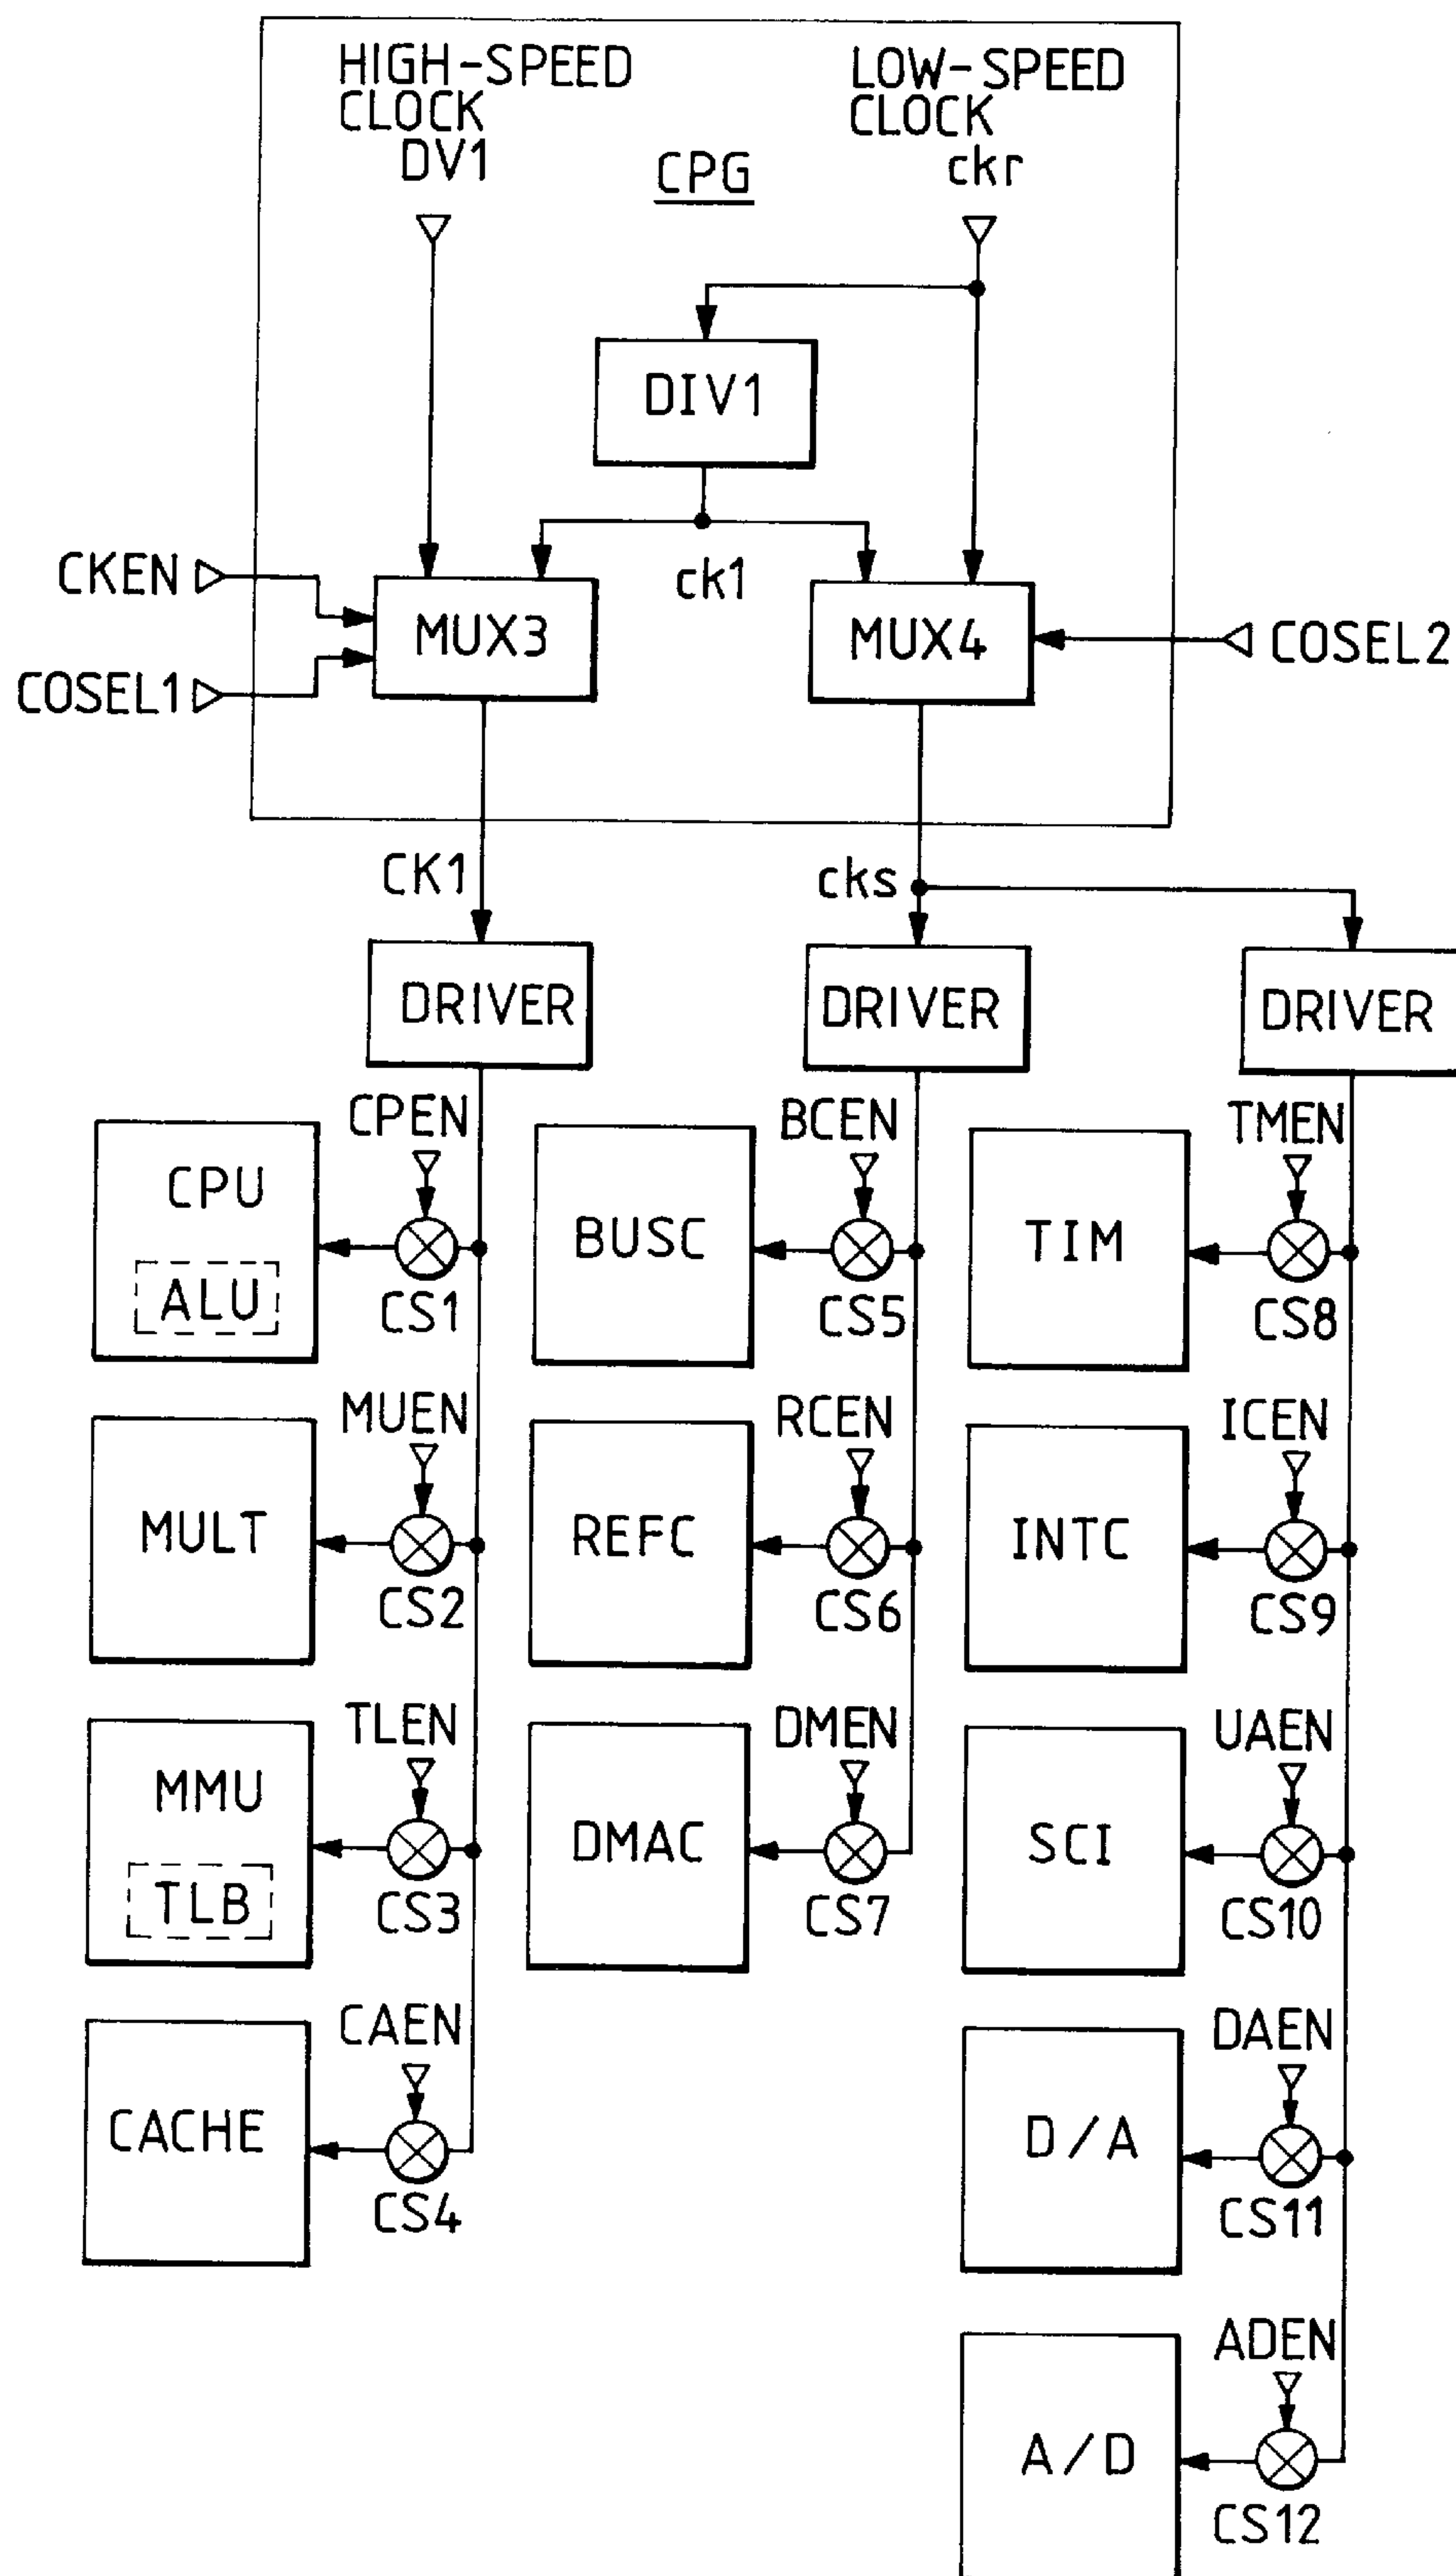 HIGH-SPEED
CLOCK
DV1
LOW-SPEED
CLOCK
ckr
CPG
DIV1
CKEN
ck1
MUX3
MUX4
COSEL2
COSEL1
CK1
cks
DRIVER
DRIVER
DRIVER
CPEN
BCEN
TMEN
CPU
BUSC
TIM
ALU
CS1
CS5
CS8
MUEN
RCEN
ICEN
MULT
REFC
INTC
CS2
CS6
CS9
TLEN
DMEN
UAEN
MMU
DMAC
SCI
TLB
CS3
CS7
CS10
CAEN
DAEN
CACHE
D/A
CS4
CS11
ADEN
A/D
CS12